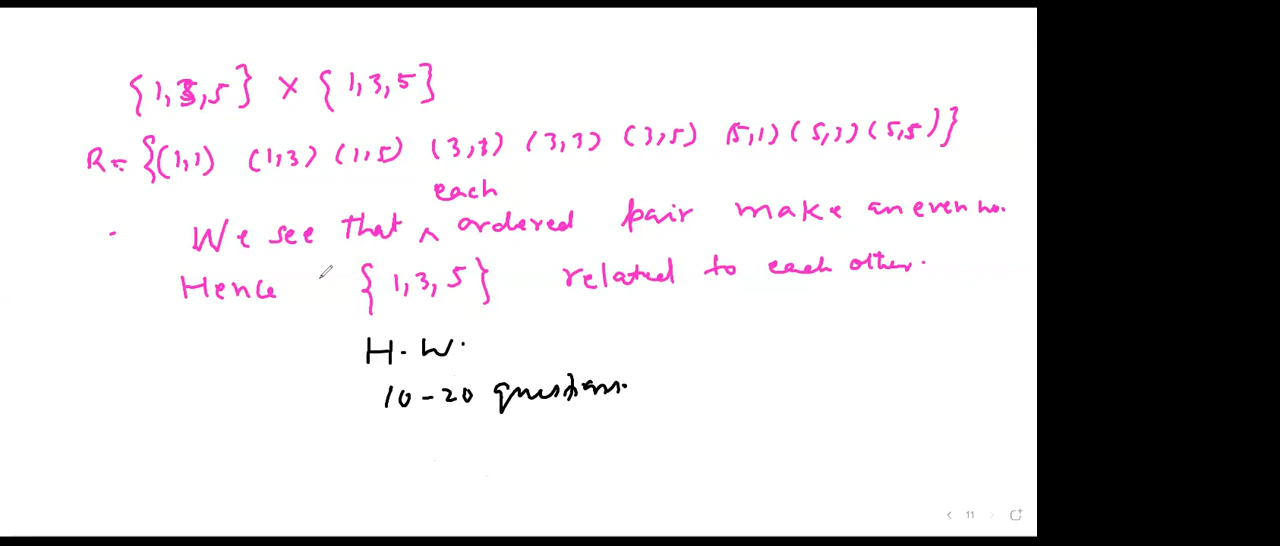 {1,3,5} × {1,3,5}
R = {(1,1) (1,3) (1,5) (3,1) (3,3) (3,5) (5,1) (5,3) (5,5)}
each
We see that ^ ordered pair make an even no.
Hence {1,3,5} related to each other.
H.W.
10-20 questions.
< 11 >